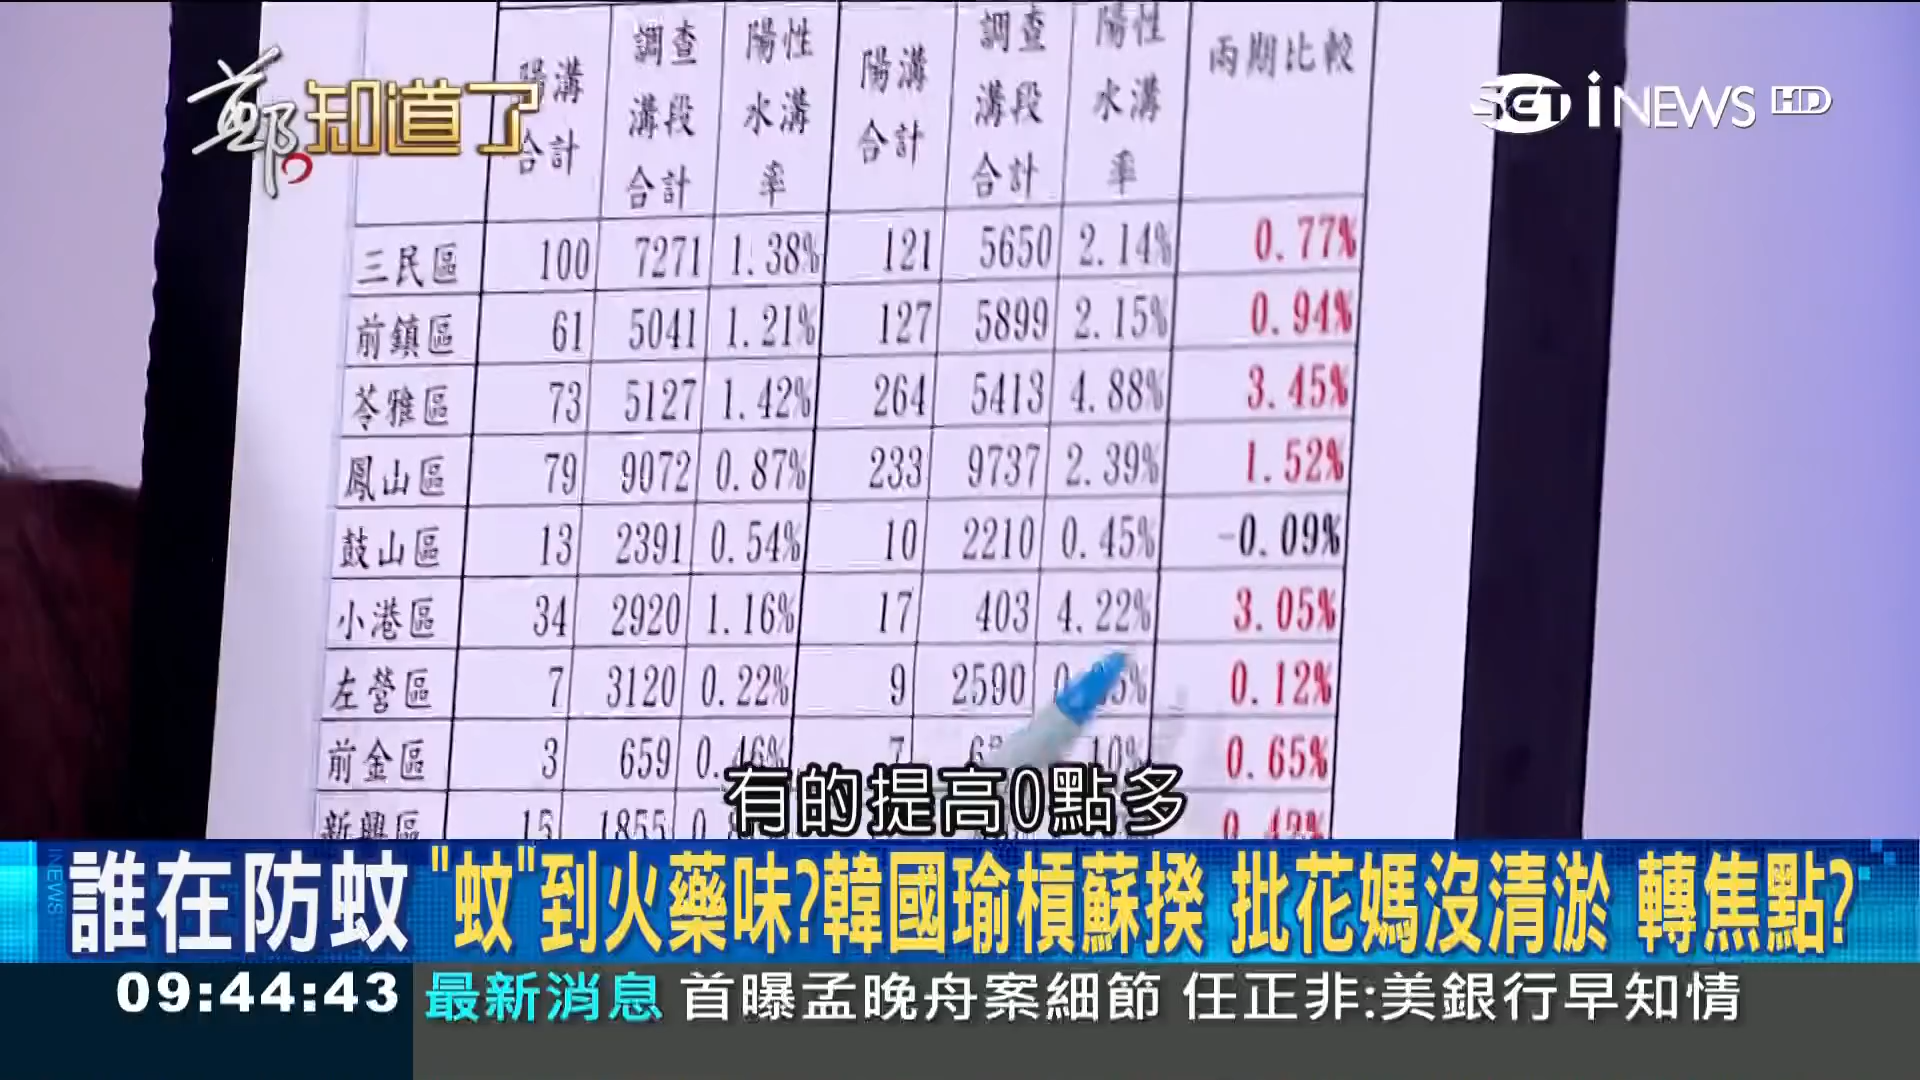 鄭知道了
SET iNEWS HD
陽溝合計 調查溝段合計 陽性水溝率 陽溝合計 調查溝段合計 陽性水溝率 兩期比較
三民區 100 7271 1.38% 121 5650 2.14% 0.77%
前鎮區 61 5041 1.21% 127 5899 2.15% 0.94%
苓雅區 73 5127 1.42% 264 5413 4.88% 3.45%
鳳山區 79 9072 0.87% 233 9737 2.39% 1.52%
鼓山區 13 2391 0.54% 10 2210 0.45% -0.09%
小港區 34 2920 1.16% 17 403 4.22% 3.05%
左營區 7 3120 0.22% 9 2590 0.12%
前金區 3 659 0.46% 7 0.65%
新興區 15 1855
有的提高0點多
iNEWS
誰在防蚊 "蚊"到火藥味?韓國瑜槓蘇揆 批花媽沒清淤 轉焦點?
09:44:43 最新消息 首曝孟晚舟案細節 任正非:美銀行早知情